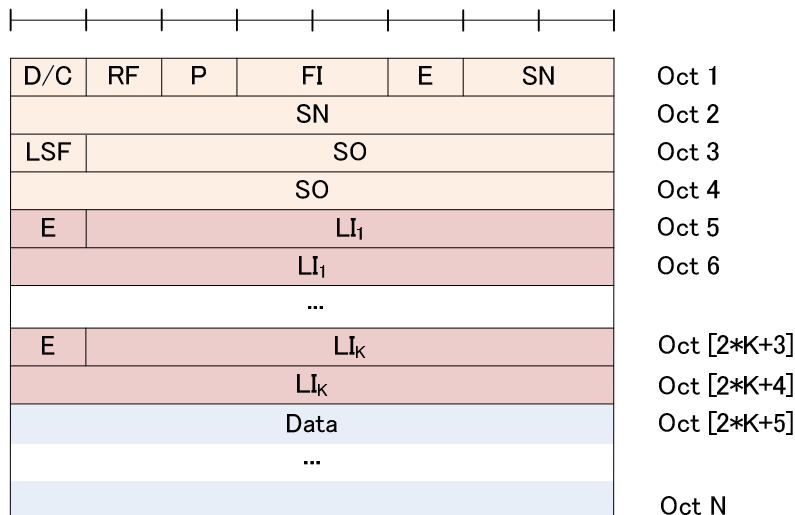 D/C RF P FI E SN Oct 1
SN Oct 2
LSF SO Oct 3
SO Oct 4
E LI₁ Oct 5
LI₁ Oct 6
...
E LIₖ Oct [2*K+3]
LIₖ Oct [2*K+4]
Data Oct [2*K+5]
...
Oct N